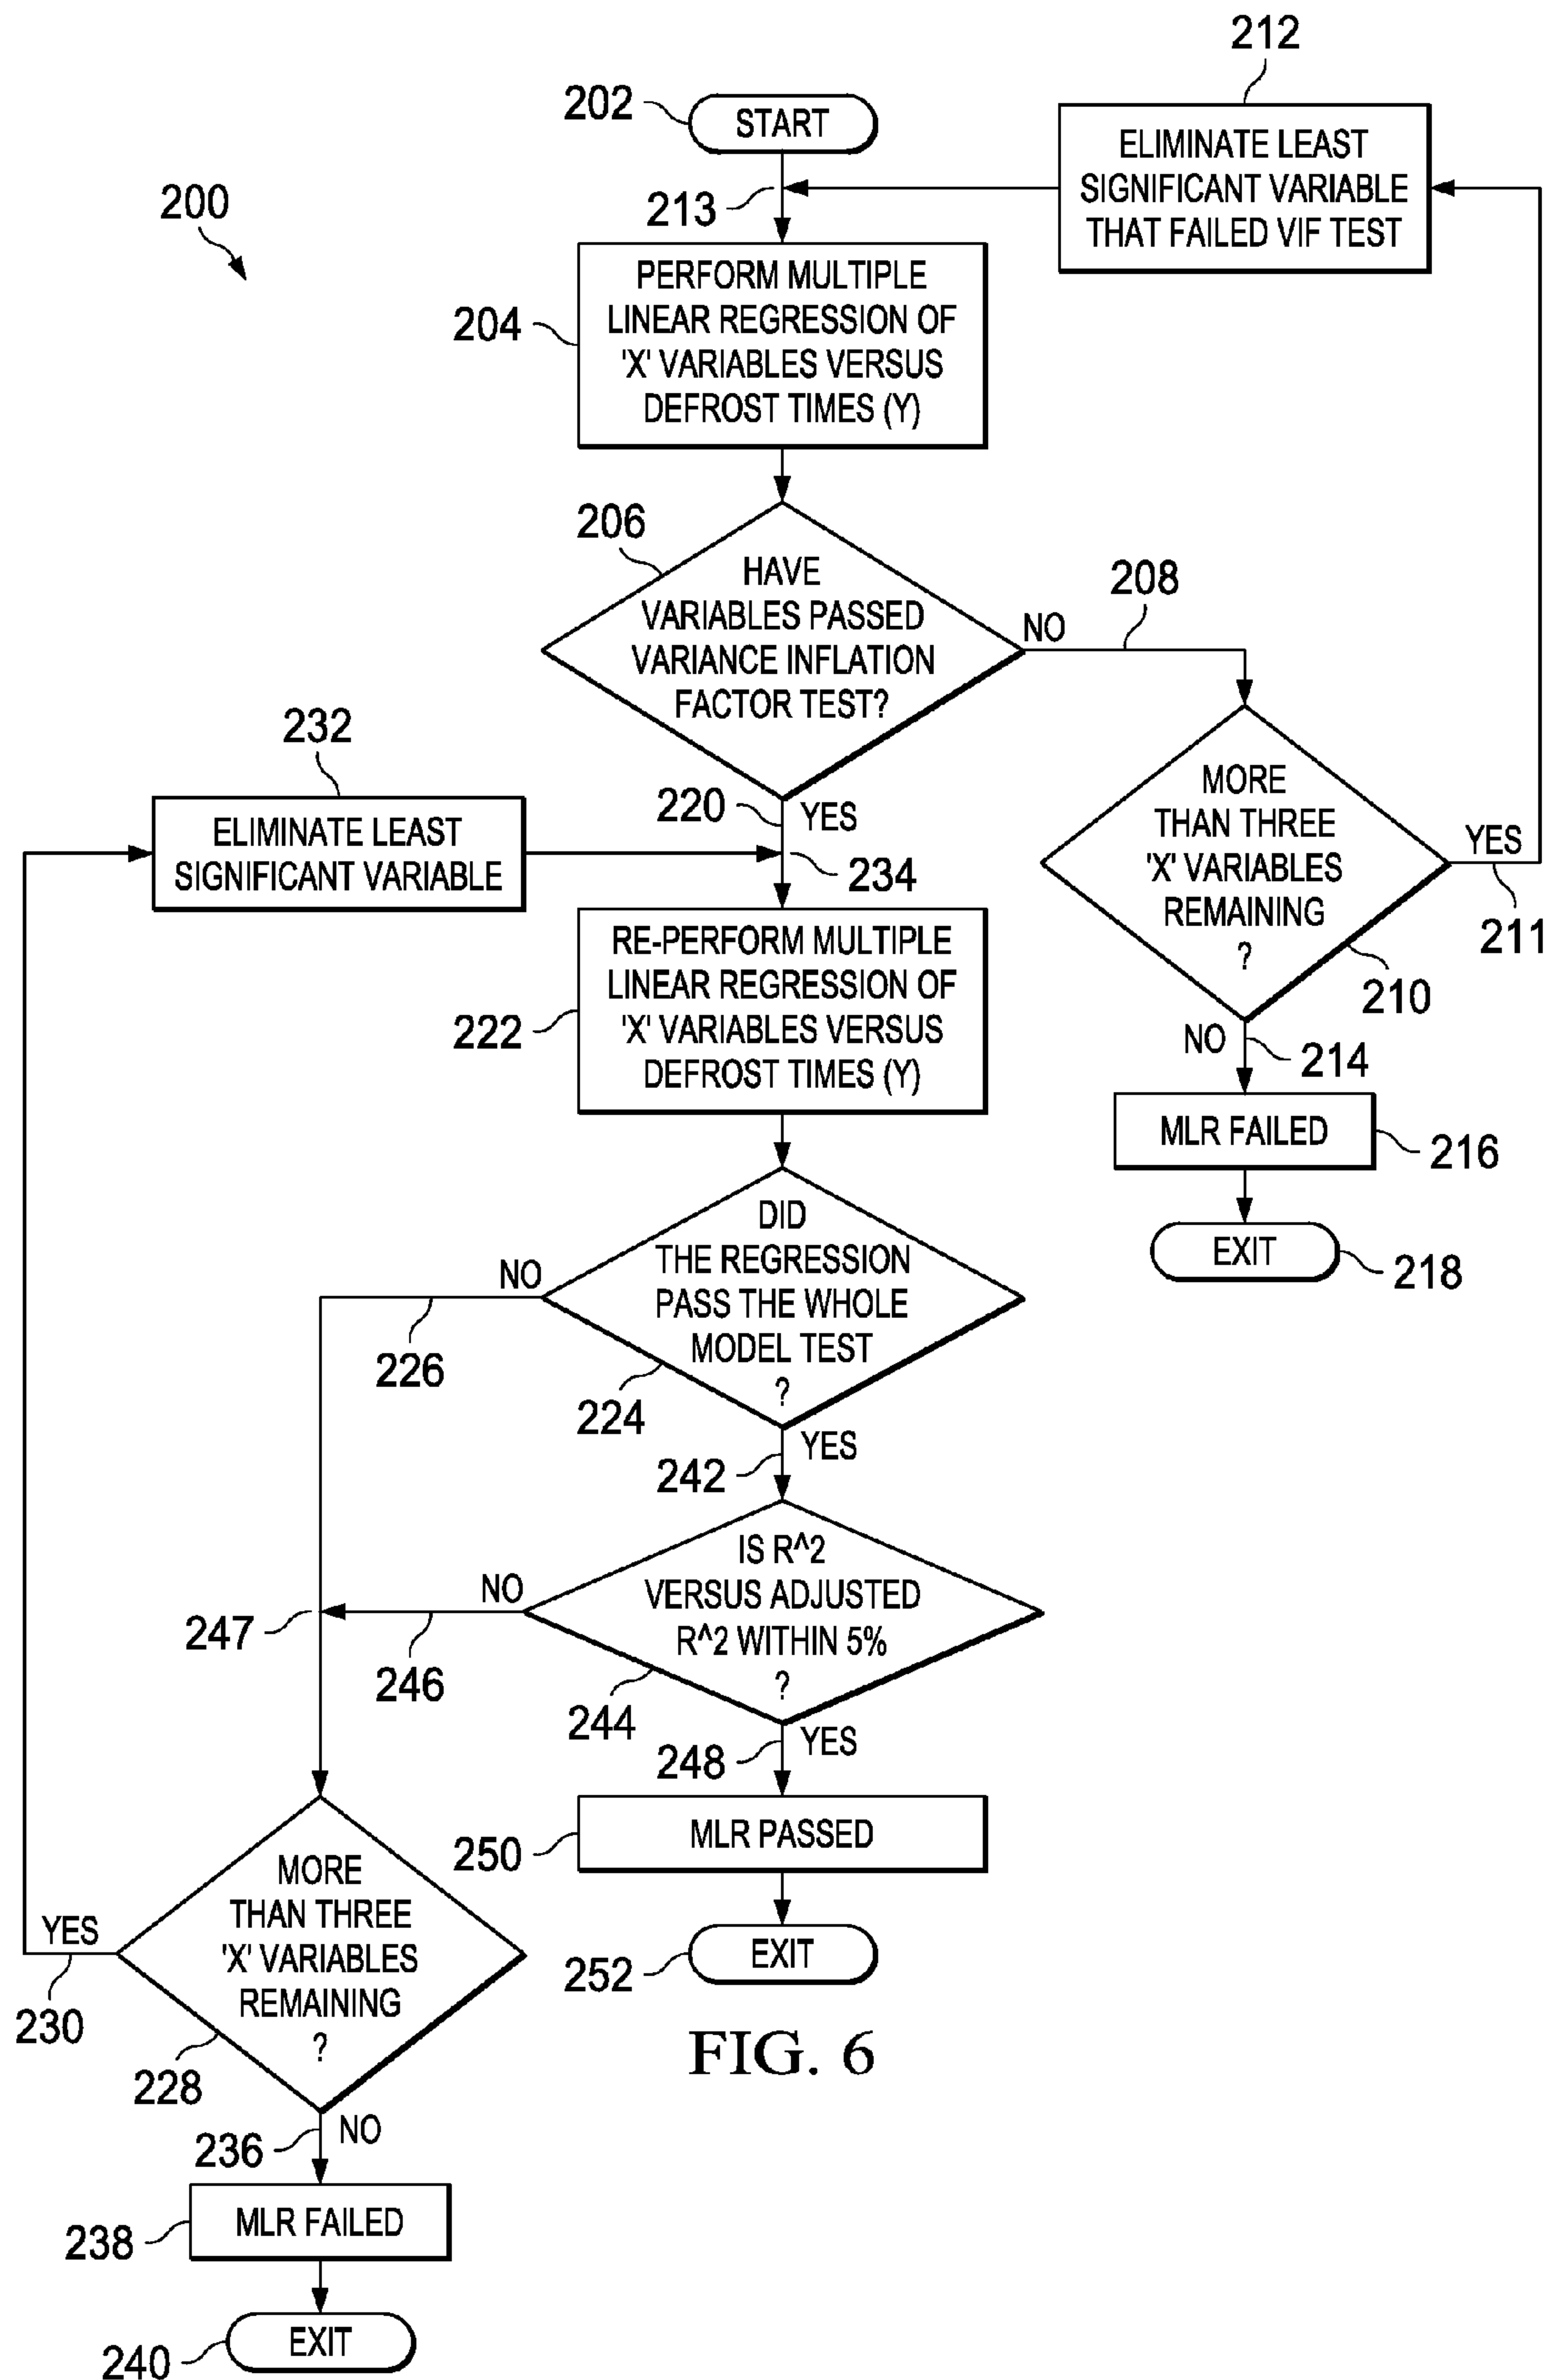 212
202
START
ELIMINATE LEAST
SIGNIFICANT VARIABLE
THAT FAILED VIF TEST
200
213
204
PERFORM MULTIPLE
LINEAR REGRESSION OF
'X' VARIABLES VERSUS
DEFROST TIMES (Y)
206
HAVE
VARIABLES PASSED
VARIANCE INFLATION
FACTOR TEST?
NO
208
232
ELIMINATE LEAST
SIGNIFICANT VARIABLE
220
YES
234
MORE
THAN THREE
'X' VARIABLES
REMAINING
?
YES
211
210
222
RE-PERFORM MULTIPLE
LINEAR REGRESSION OF
'X' VARIABLES VERSUS
DEFROST TIMES (Y)
NO
214
MLR FAILED
216
EXIT
218
DID
THE REGRESSION
PASS THE WHOLE
MODEL TEST
?
NO
226
224
242
YES
IS R^2
VERSUS ADJUSTED
R^2 WITHIN 5%
?
NO
247
246
244
248
YES
250
MLR PASSED
252
EXIT
MORE
THAN THREE
'X' VARIABLES
REMAINING
?
YES
230
228
FIG. 6
236
NO
238
MLR FAILED
240
EXIT